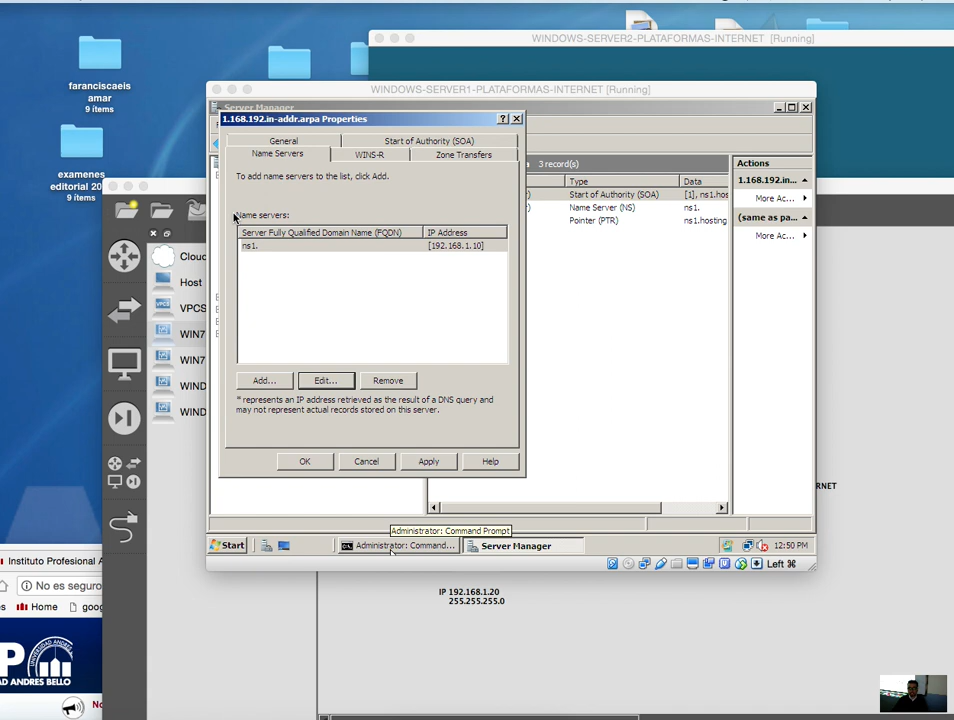 WINDOWS-SERVER2-PLATAFORMAS-INTERNET [Running]
faranciscaeis
amar
9 items
WINDOWS-SERVER1-PLATAFORMAS-INTERNET [Running]
Server Manager
1.168.192.in-addr.arpa Properties
General
Start of Authority (SOA)
Name Servers
WINS-R
Zone Transfers
To add name servers to the list, click Add.
Name servers:
Server Fully Qualified Domain Name (FQDN)
IP Address
ns1.
[192.168.1.10]
Add...
Edit...
Remove
* represents an IP address retrieved as the result of a DNS query and
may not represent actual records stored on this server.
OK
Cancel
Apply
Help
3 record(s)
Type
Data
Start of Authority (SOA)
[1], ns1.hos
Name Server (NS)
ns1.
Pointer (PTR)
ns1.hosting
Actions
1.168.192.in...
More Ac...
(same as pa...
More Ac...
examenes
editorial 20
9 items
Cloud
Host
VPCS
WIN7
WIN7
WIND
WIND
RNET
Administrator: Command Prompt
Start
Administrator: Command...
Server Manager
12:50 PM
Left ⌘
IP 192.168.1.20
255.255.255.0
Instituto Profesional A
No es seguro
es
Home
goog
P
UNIVERSIDAD ANDRES BELLO
AD ANDRES BELLO